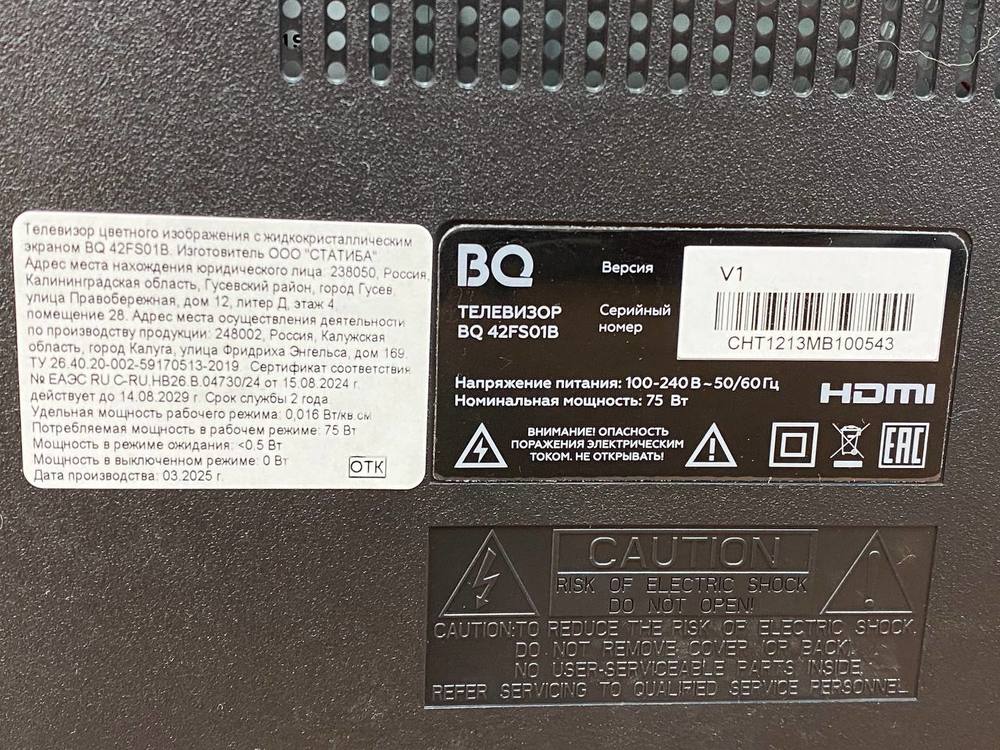 Телевизор цветного изображения с жидкокристаллическим
экраном BQ 42FS01B. Изготовитель ООО "СТАТИБА"
Адрес места нахождения юридического лица: 238050, Россия,
Калининградская область, Гусевский район, город Гусев,
улица Правобережная, дом 12, литер Д, этаж 4,
помещение 28. Адрес места осуществления деятельности
по производству продукции: 248002, Россия, Калужская
область, город Калуга, улица Фридриха Энгельса, дом 169.
ТУ 26.40.20-002-59170513-2019. Сертификат соответствия
№ ЕАЭС RU C-RU.НВ26.В.04730/24 от 15.08.2024 г.
действует до 14.08.2029 г. Срок службы 2 года.
Удельная мощность рабочего режима: 0,016 Вт/кв.см
Потребляемая мощность в рабочем режиме: 75 Вт
Мощность в режиме ожидания: <0,5 Вт
Мощность в выключенном режиме: 0 Вт
Дата производства: 03.2025 г.
ОТК
BQ
ТЕЛЕВИЗОР
BQ 42FS01B
Версия
Серийный
номер
V1
CHT1213MB100543
Напряжение питания: 100-240 В ~ 50/60 Гц
Номинальная мощность: 75 Вт
HDMI
ВНИМАНИЕ! ОПАСНОСТЬ
ПОРАЖЕНИЯ ЭЛЕКТРИЧЕСКИМ
ТОКОМ. НЕ ОТКРЫВАТЬ!
EAC
CAUTION
RISK OF ELECTRIC SHOCK
DO NOT OPEN!
CAUTION:TO REDUCE THE RISK OF ELECTRIC SHOCK,
DO NOT REMOVE COVER (OR BACK).
NO USER-SERVICEABLE PARTS INSIDE,
REFER SERVICING TO QUALIFIED SERVICE PERSONNEL.